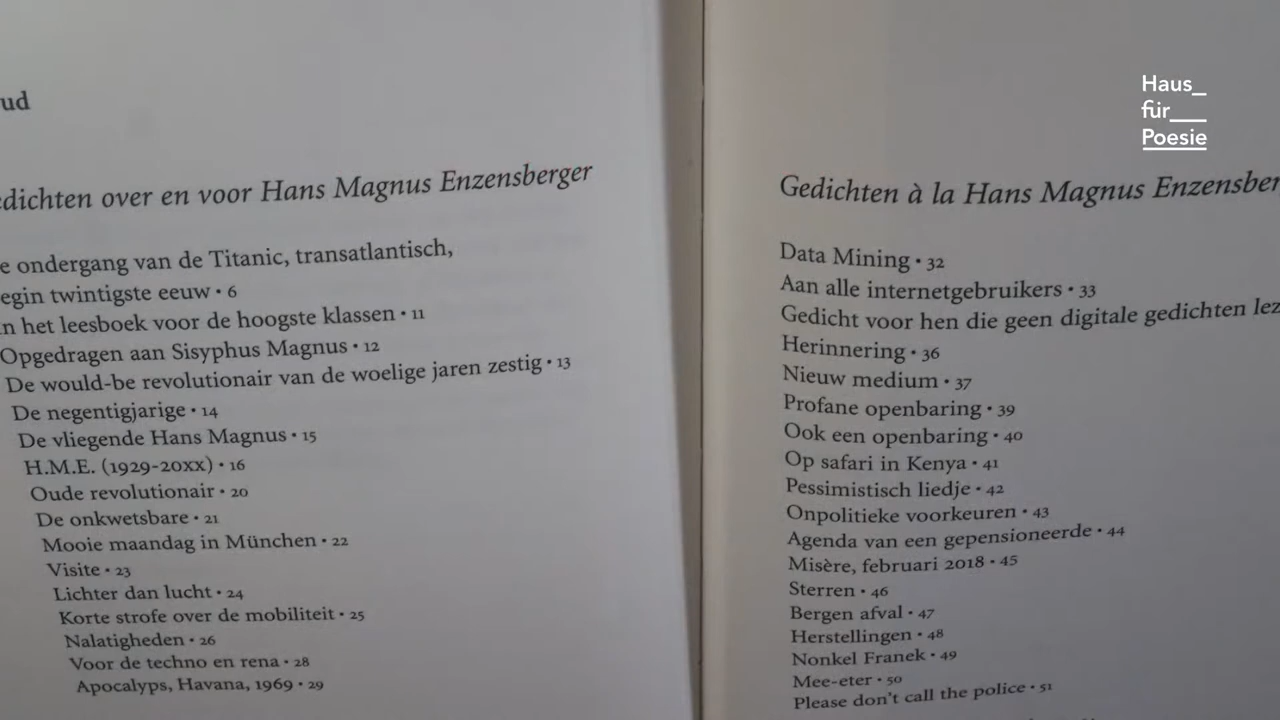 ud
edichten over en voor Hans Magnus Enzensberger
e ondergang van de Titanic, transatlantisch,
egin twintigste eeuw • 6
n het leesboek voor de hoogste klassen • 11
Opgedragen aan Sisyphus Magnus • 12
De would-be revolutionair van de woelige jaren zestig • 13
De negentigjarige • 14
De vliegende Hans Magnus • 15
H.M.E. (1929-20XX) • 16
Oude revolutionair • 20
De onkwetsbare • 21
Mooie maandag in München • 22
Visite • 23
Lichter dan lucht • 24
Korte strofe over de mobiliteit • 25
Nalatigheden • 26
Voor de techno en rena • 28
Apocalyps, Havana, 1969 • 29
Gedichten à la Hans Magnus Enzensber
Data Mining • 32
Aan alle internetgebruikers • 33
Gedicht voor hen die geen digitale gedichten lez
Herinnering • 36
Nieuw medium • 37
Profane openbaring • 39
Ook een openbaring • 40
Op safari in Kenya • 41
Pessimistisch liedje • 42
Onpolitieke voorkeuren • 43
Agenda van een gepensioneerde • 44
Misère, februari 2018 • 45
Sterren • 46
Bergen afval • 47
Herstellingen • 48
Nonkel Franek • 49
Mee-eter • 50
Please don't call the police • 51
Haus_
für__
Poesie